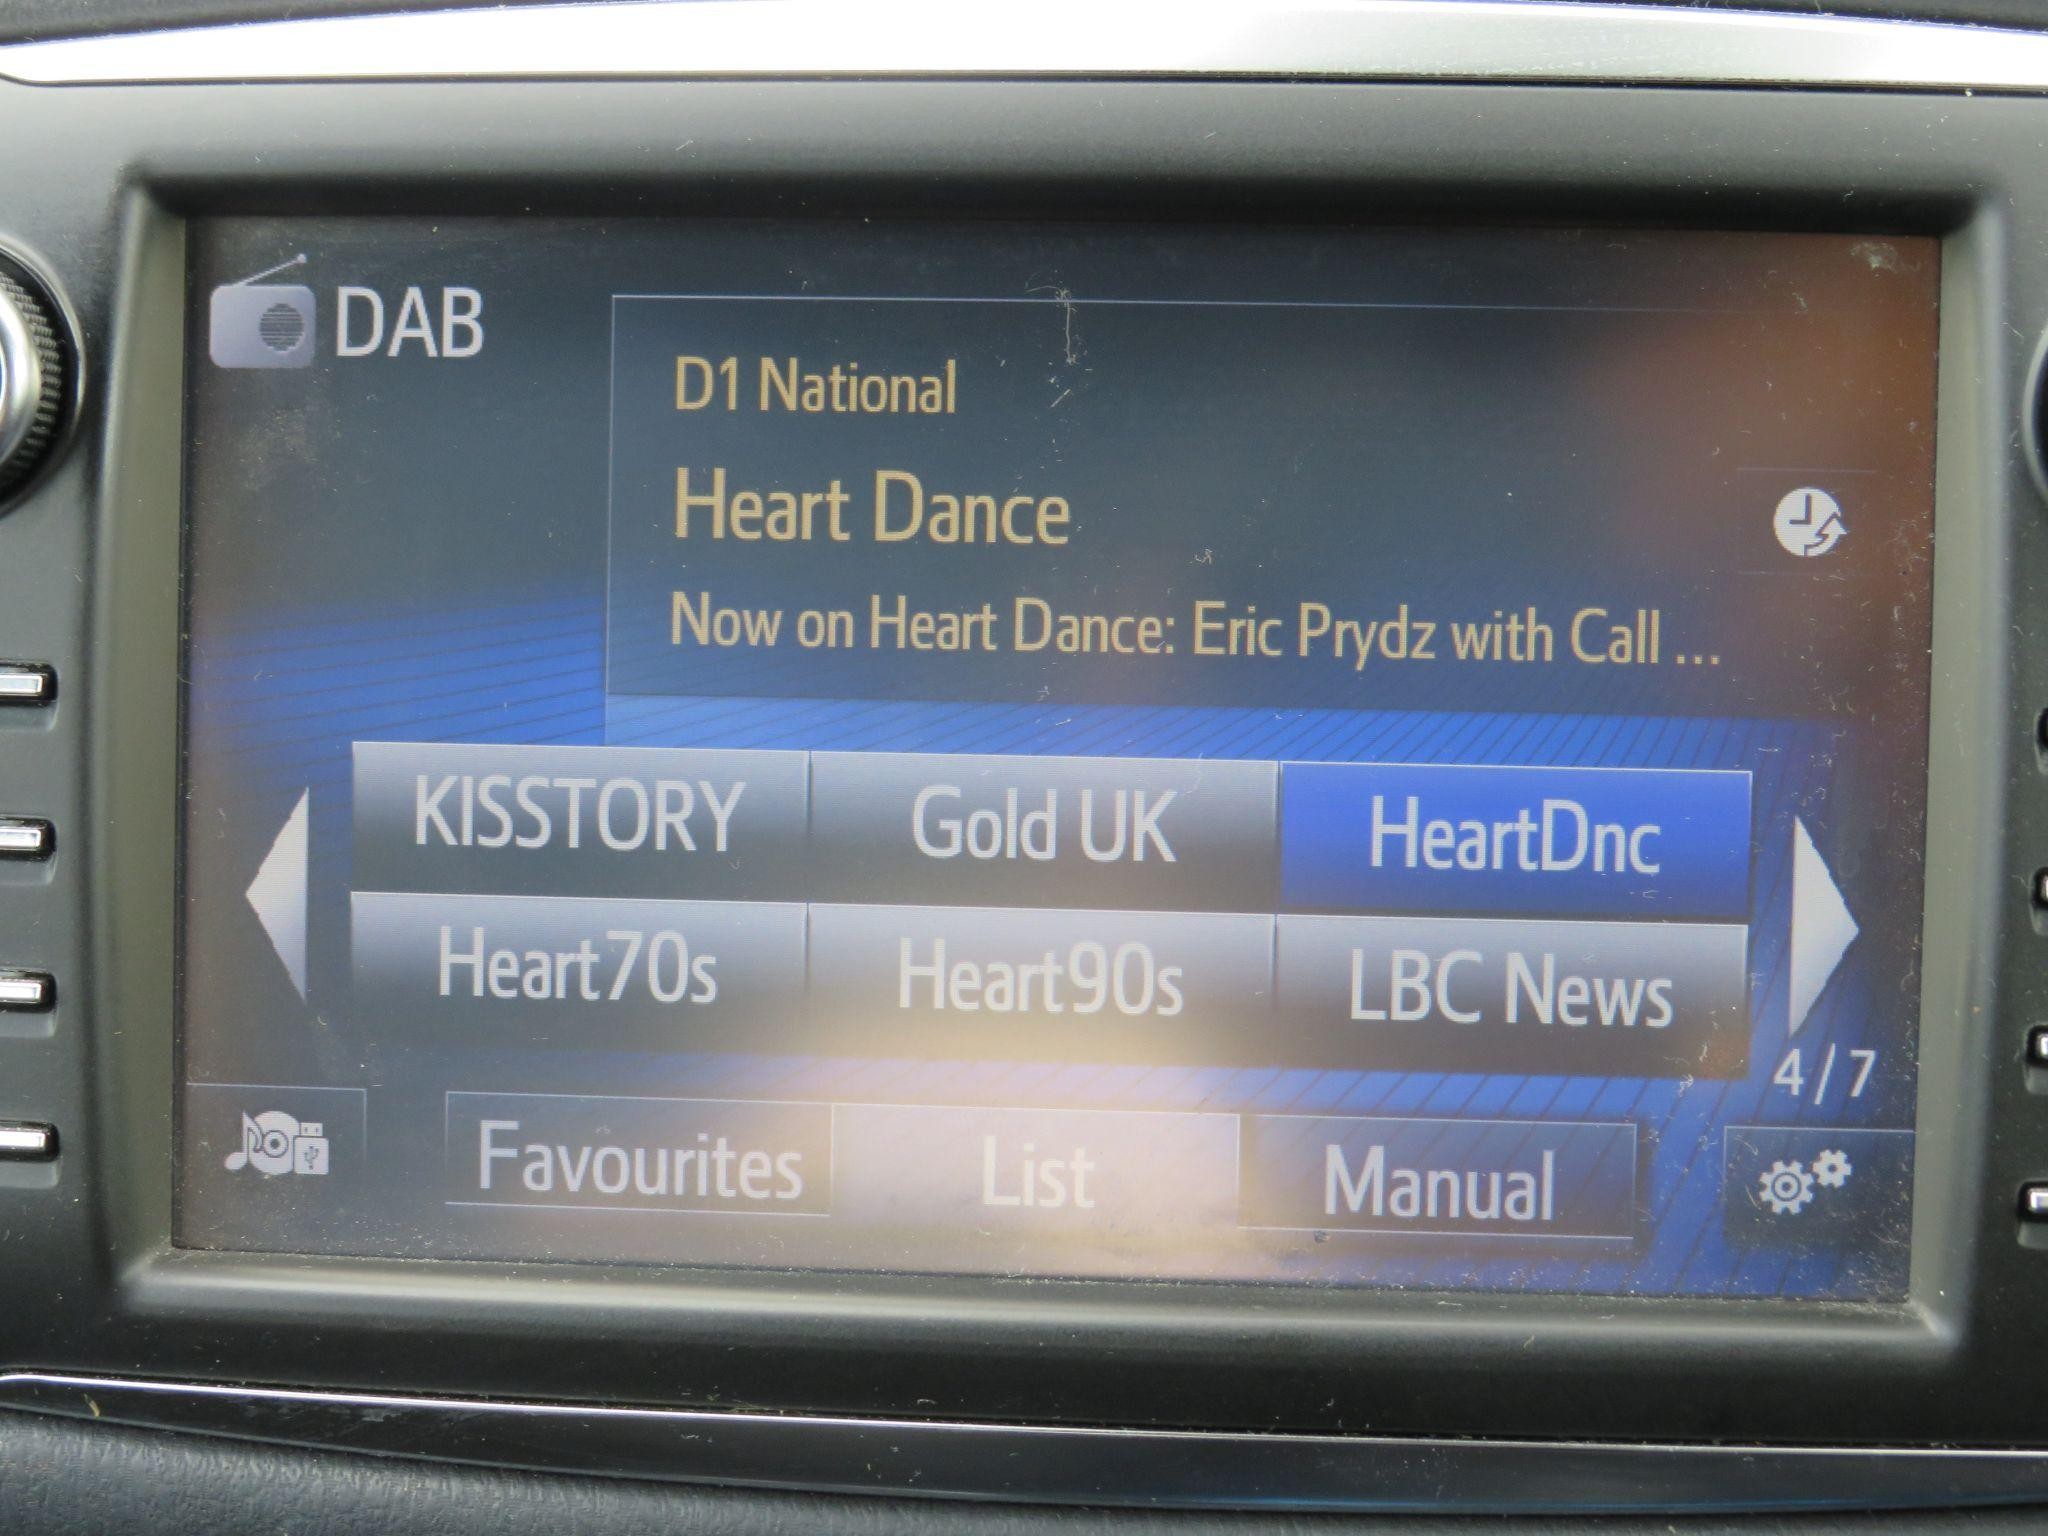 DAB
D1 National
Heart Dance
Now on Heart Dance: Eric Prydz with Call ...
KISSTORY
Gold UK
HeartDnc
Heart70s
Heart90s
LBC News
4 / 7
Favourites
List
Manual